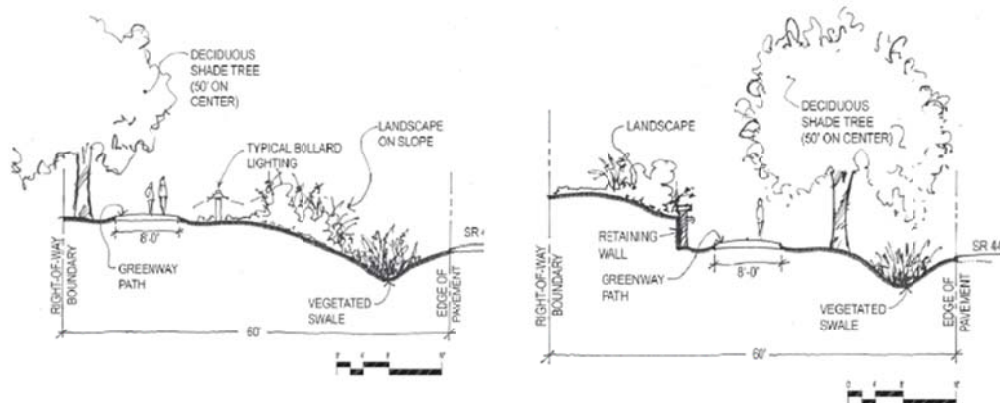 DECIDUOUS
SHADE TREE
(50' ON
CENTER)
TYPICAL BOLLARD
LIGHTING
LANDSCAPE
ON SLOPE
8'-0"
GREENWAY
PATH
RIGHT-OF-WAY
BOUNDARY
VEGETATED
SWALE
EDGE OF
PAVEMENT
SR 4
60'
LANDSCAPE
DECIDUOUS
SHADE TREE
(50' ON CENTER)
RETAINING
WALL
GREENWAY
PATH
8'-0"
RIGHT-OF-WAY
BOUNDARY
VEGETATED
SWALE
EDGE OF
PAVEMENT
SR 44
60'